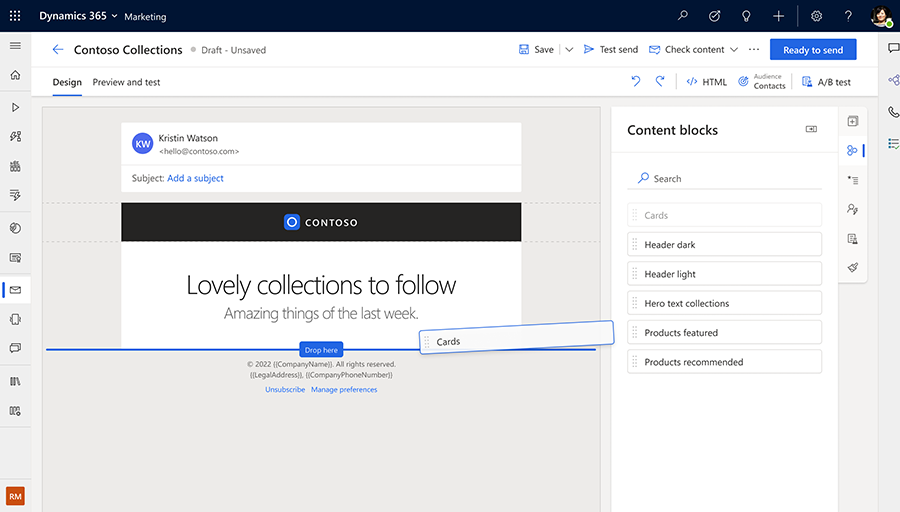 Dynamics 365 Marketing
Contoso Collections Draft - Unsaved Save Test send Check content Ready to send
Design Preview and test HTML Audience Contacts A/B test
KW Kristin Watson
<hello@contoso.com>
Subject: Add a subject
CONTOSO
Lovely collections to follow
Amazing things of the last week.
Cards
Drop here
© 2022 {{CompanyName}}. All rights reserved.
{{LegalAddress}}, {{CompanyPhoneNumber}}
Unsubscribe Manage preferences
Content blocks
Search
Cards
Header dark
Header light
Hero text collections
Products featured
Products recommended
RM